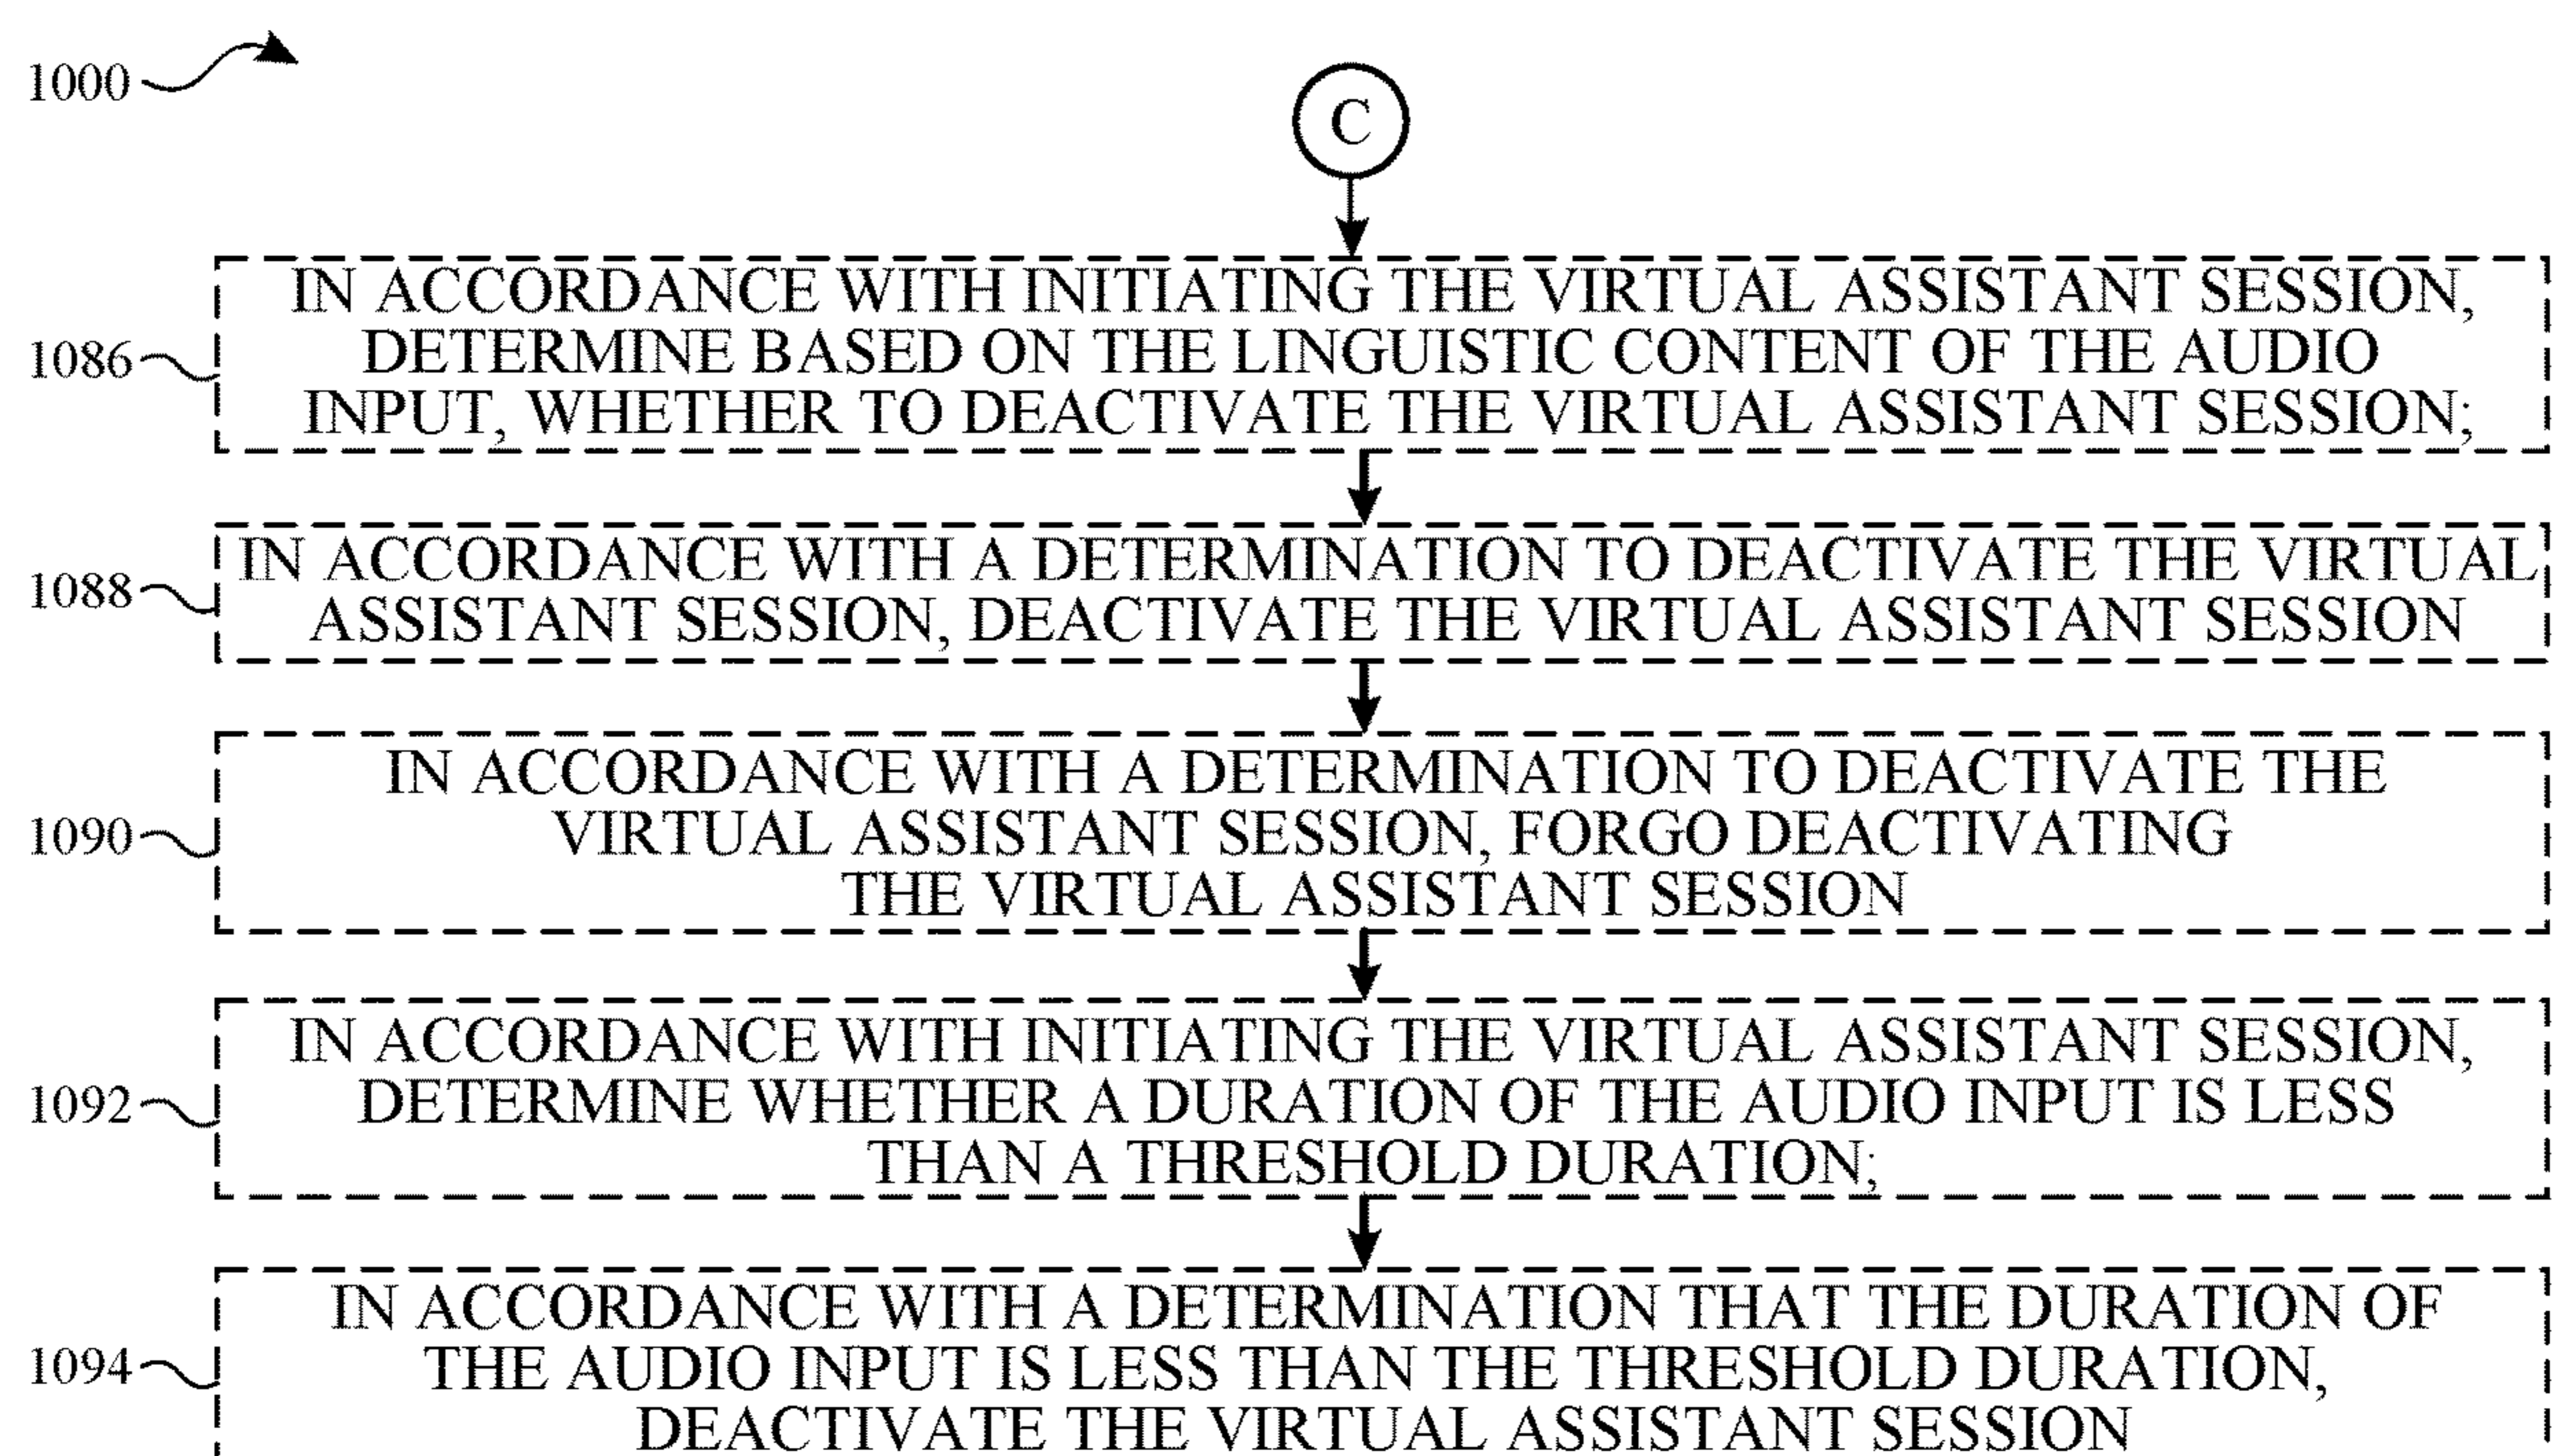 1000
C
1086
IN ACCORDANCE WITH INITIATING THE VIRTUAL ASSISTANT SESSION,
DETERMINE BASED ON THE LINGUISTIC CONTENT OF THE AUDIO
INPUT, WHETHER TO DEACTIVATE THE VIRTUAL ASSISTANT SESSION;
1088
IN ACCORDANCE WITH A DETERMINATION TO DEACTIVATE THE VIRTUAL
ASSISTANT SESSION, DEACTIVATE THE VIRTUAL ASSISTANT SESSION
1090
IN ACCORDANCE WITH A DETERMINATION TO DEACTIVATE THE
VIRTUAL ASSISTANT SESSION, FORGO DEACTIVATING
THE VIRTUAL ASSISTANT SESSION
1092
IN ACCORDANCE WITH INITIATING THE VIRTUAL ASSISTANT SESSION,
DETERMINE WHETHER A DURATION OF THE AUDIO INPUT IS LESS
THAN A THRESHOLD DURATION;
1094
IN ACCORDANCE WITH A DETERMINATION THAT THE DURATION OF
THE AUDIO INPUT IS LESS THAN THE THRESHOLD DURATION,
DEACTIVATE THE VIRTUAL ASSISTANT SESSION